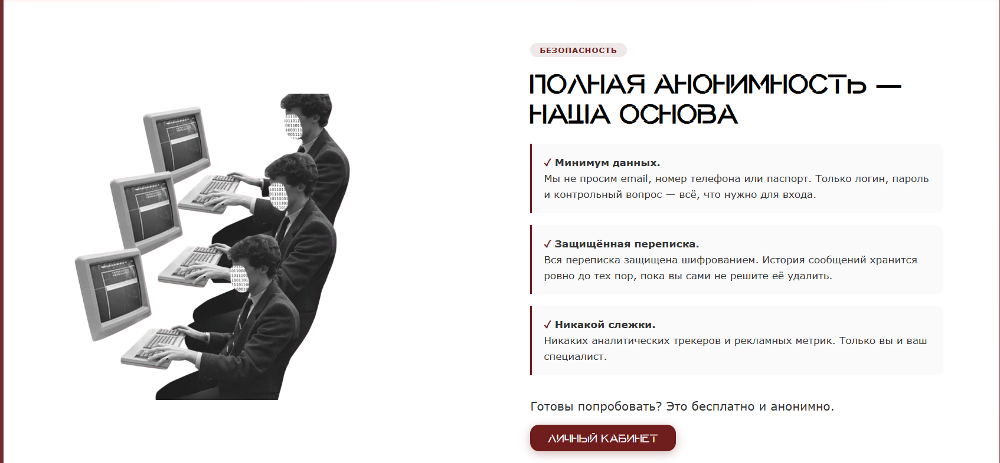 БЕЗОПАСНОСТЬ
ПОЛНАЯ АНОНИМНОСТЬ —
НАША ОСНОВА
✓ Минимум данных.
Мы не просим email, номер телефона или паспорт. Только логин, пароль
и контрольный вопрос — всё, что нужно для входа.
✓ Защищённая переписка.
Вся переписка защищена шифрованием. История сообщений хранится
ровно до тех пор, пока вы сами не решите её удалить.
✓ Никакой слежки.
Никаких аналитических трекеров и рекламных метрик. Только вы и ваш
специалист.
Готовы попробовать? Это бесплатно и анонимно.
ЛИЧНЫЙ КАБИНЕТ